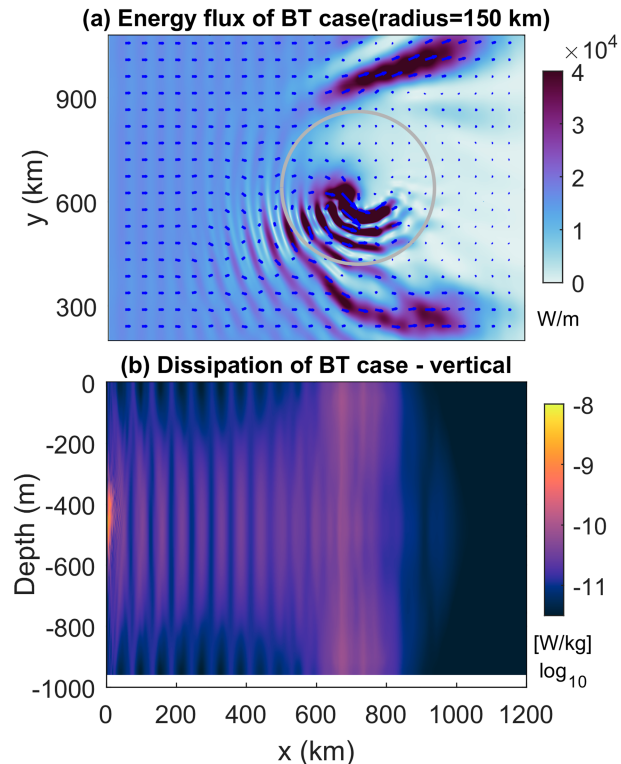 (a) Energy flux of BT case(radius=150 km)
×10⁴
4
3
2
1
0
W/m
900
600
300
y (km)
(b) Dissipation of BT case - vertical
0
-200
-400
-600
-800
-1000
Depth (m)
0 200 400 600 800 1000 1200
x (km)
-8
-9
-10
-11
[W/kg]
log₁₀